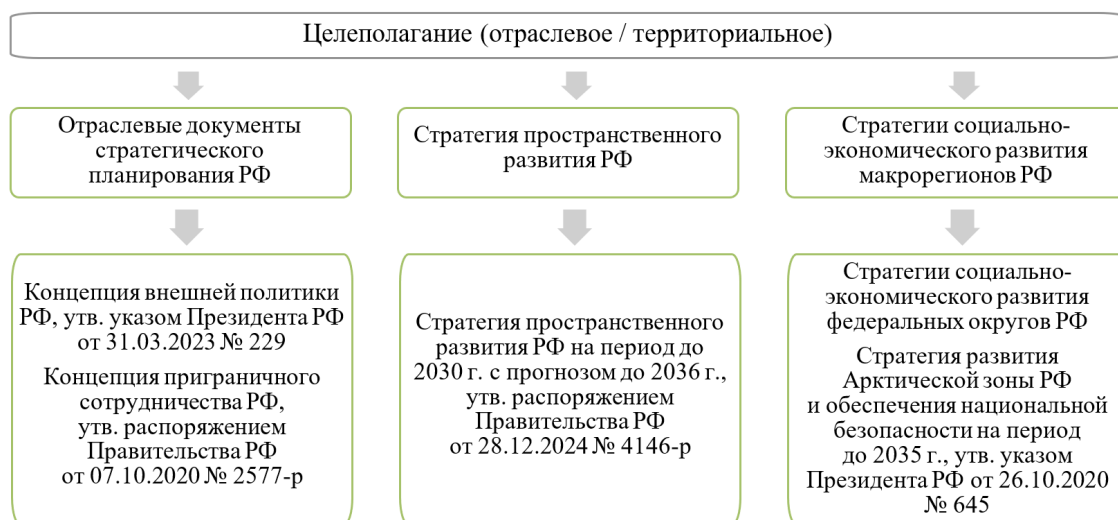 Целеполагание (отраслевое / территориальное)
Отраслевые документы
стратегического
планирования РФ
Стратегия пространственного
развития РФ
Стратегии социально-
экономического развития
макрорегионов РФ
Концепция внешней политики
РФ, утв. указом Президента РФ
от 31.03.2023 № 229
Концепция приграничного
сотрудничества РФ,
утв. распоряжением
Правительства РФ
от 07.10.2020 № 2577-р
Стратегия пространственного
развития РФ на период до
2030 г. с прогнозом до 2036 г.,
утв. распоряжением
Правительства РФ
от 28.12.2024 № 4146-р
Стратегии социально-
экономического развития
федеральных округов РФ
Стратегия развития
Арктической зоны РФ
и обеспечения национальной
безопасности на период
до 2035 г., утв. указом
Президента РФ от 26.10.2020
№ 645